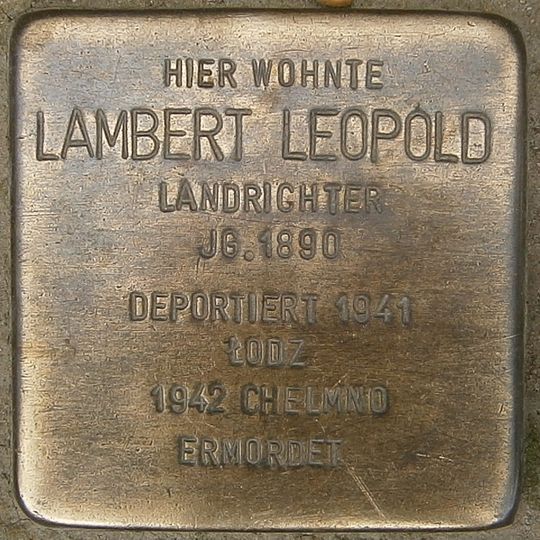 HIER WOHNTE
LAMBERT LEOPOLD
LANDRICHTER
JG. 1890
DEPORTIERT 1941
ŁODZ
1942 CHELMNO
ERMORDET